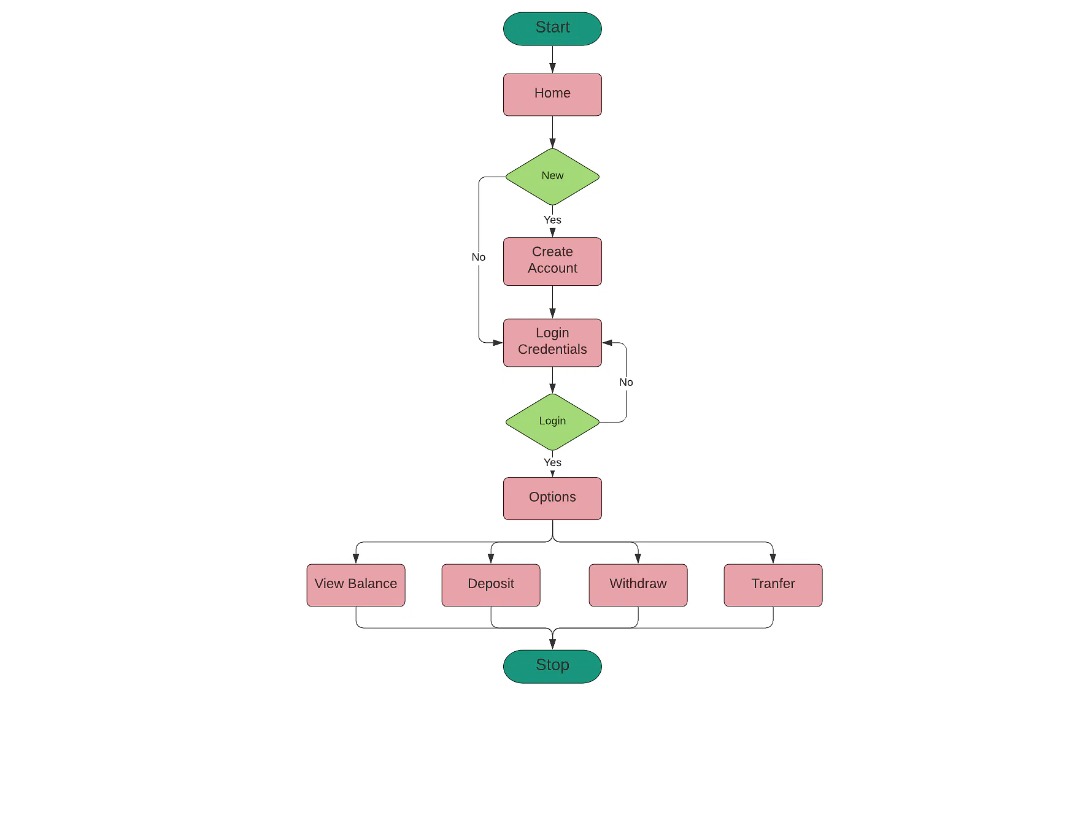 Start
Home
New
Yes
No
Create
Account
Login
Credentials
No
Login
Yes
Options
View Balance
Deposit
Withdraw
Tranfer
Stop